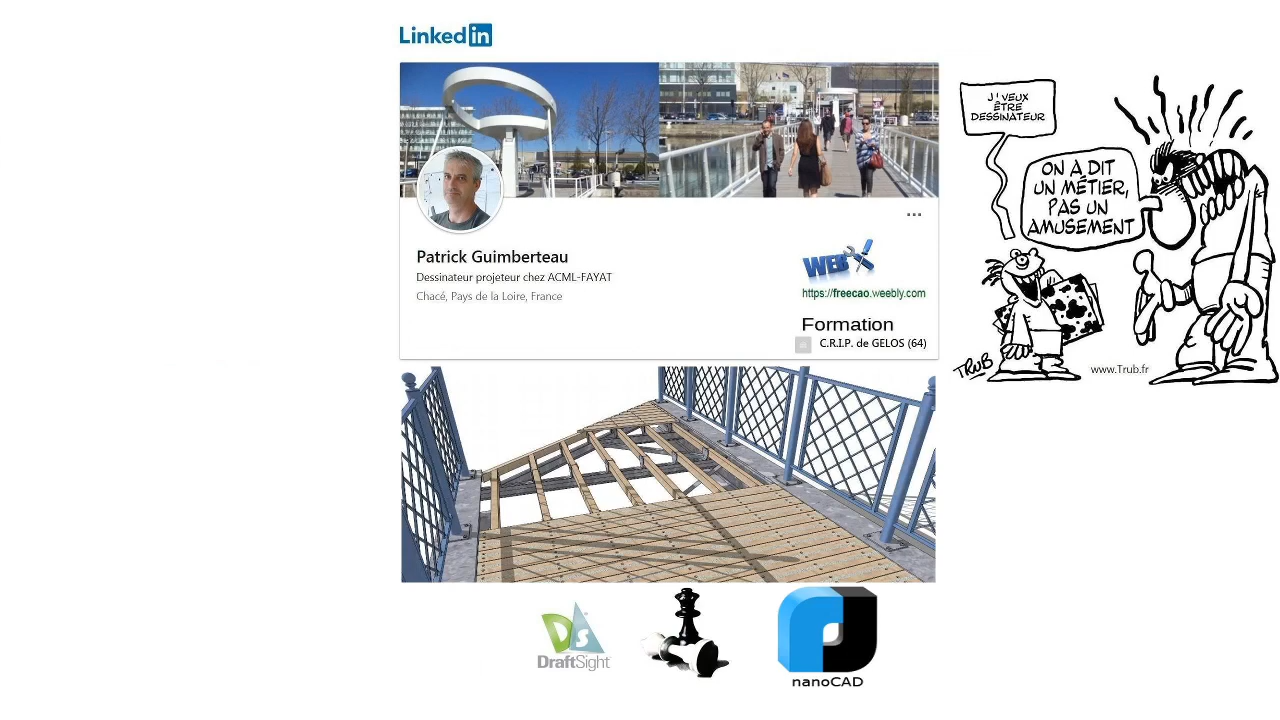 Linkedin
J'VEUX
ÊTRE
DESSINATEUR
ON A DIT
UN MÉTIER,
PAS UN
AMUSEMENT
Patrick Guimberteau
Dessinateur projeteur chez ACML-FAYAT
Chacé, Pays de la Loire, France
WEB
https://freecao.weebly.com
Formation
C.R.I.P. de GELOS (64)
TRUB
www.Trub.fr
DS
DraftSight
nanoCAD